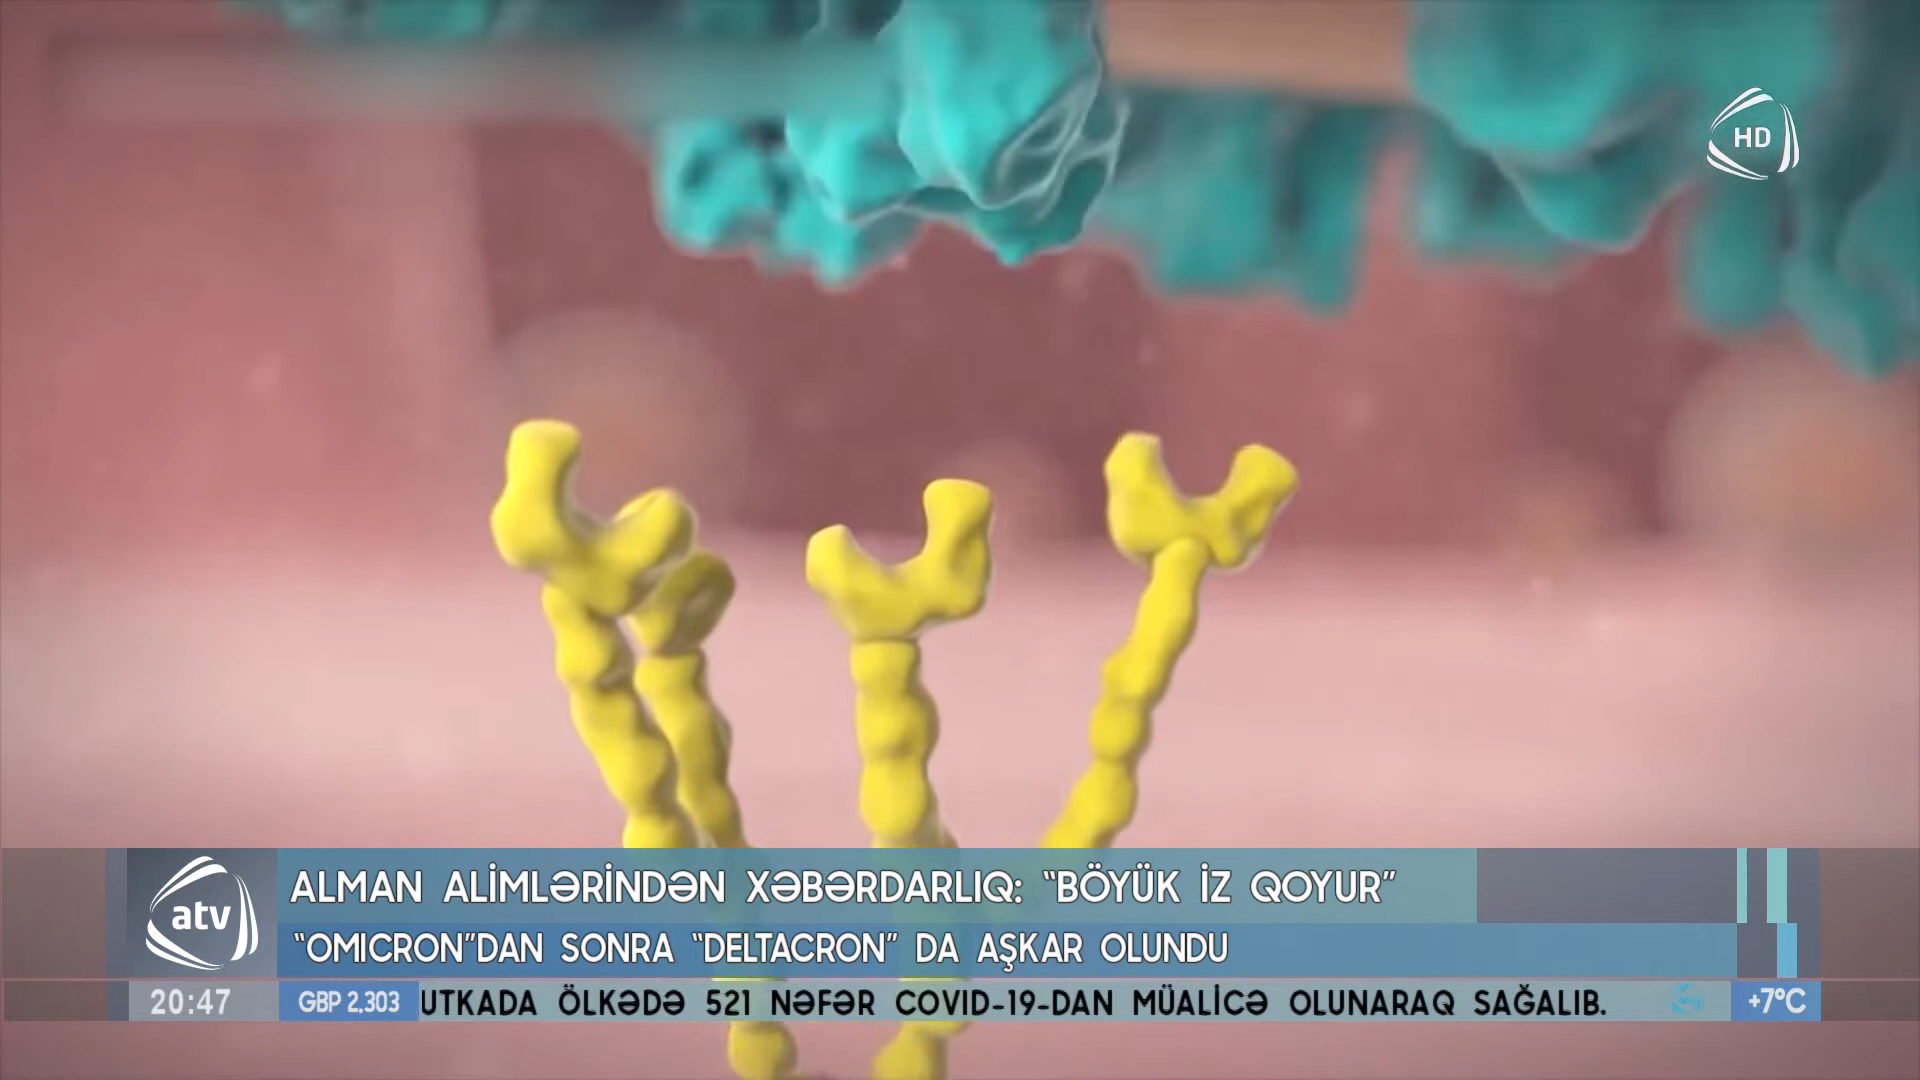 HD
ALMAN ALİMLƏRİNDƏN XƏBƏRDARLIQ: “BÖYÜK İZ QOYUR”
atv
“OMICRON”DAN SONRA “DELTACRON” DA AŞKAR OLUNDU
20:47 GBP 2.303 UTKADA ÖLKƏDƏ 521 NƏFƏR COVID-19-DAN MÜALİCƏ OLUNARAQ SAĞALIB. +7°C